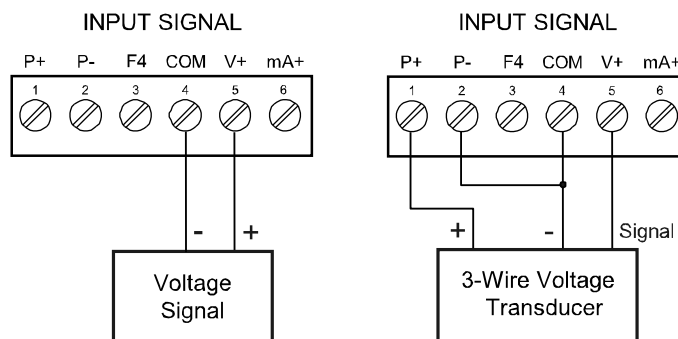 INPUT SIGNAL
P+ P- F4 COM V+ mA+
1 2 3 4 5 6
- +
Voltage
Signal
INPUT SIGNAL
P+ P- F4 COM V+ mA+
1 2 3 4 5 6
+ - Signal
3-Wire Voltage
Transducer